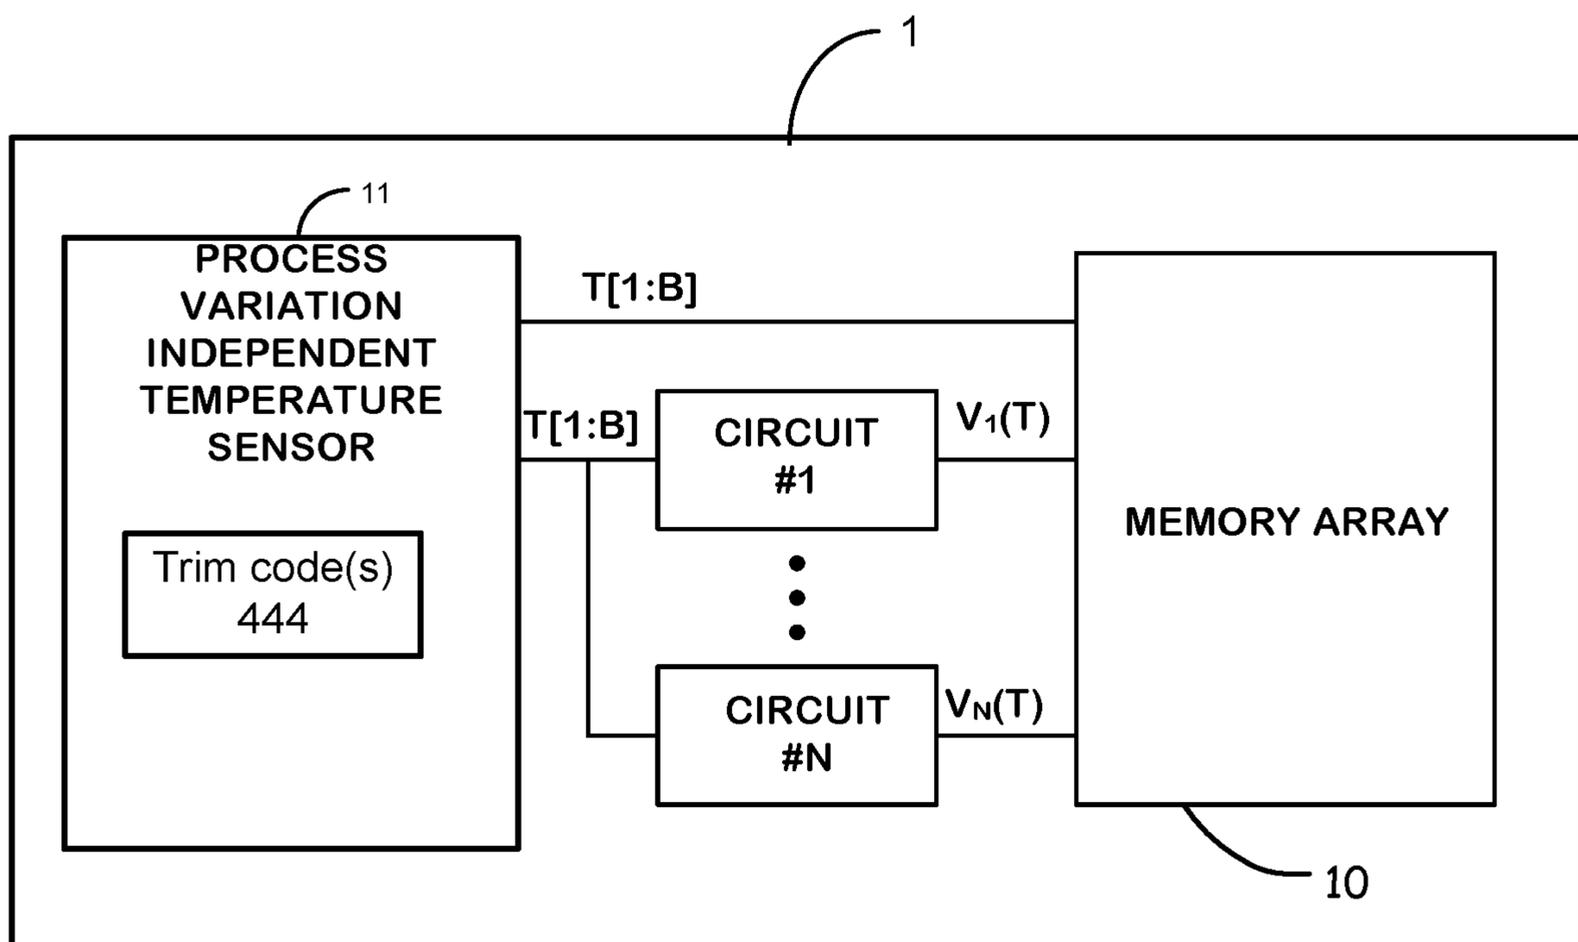 1
11
PROCESS
VARIATION
INDEPENDENT
TEMPERATURE
SENSOR
Trim code(s)
444
T[1:B]
T[1:B]
CIRCUIT
#1
V₁(T)
CIRCUIT
#N
V_N(T)
MEMORY ARRAY
10